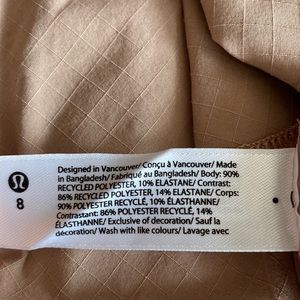 8
Designed in Vancouver/ Conçu à Vancouver/ Made
in Bangladesh/ Fabriqué au Bangladesh/ Body: 90%
RECYCLED POLYESTER, 10% ELASTANE/ Contrast:
86% RECYCLED POLYESTER, 14% ELASTANE/ Corps:
90% POLYESTER RECYCLÉ, 10% ÉLASTHANNE/
Contrastant: 86% POLYESTER RECYCLÉ, 14%
ÉLASTHANNE/ Exclusive of decoration/ Sauf la
décoration/ Wash with like colours/ Lavage avec